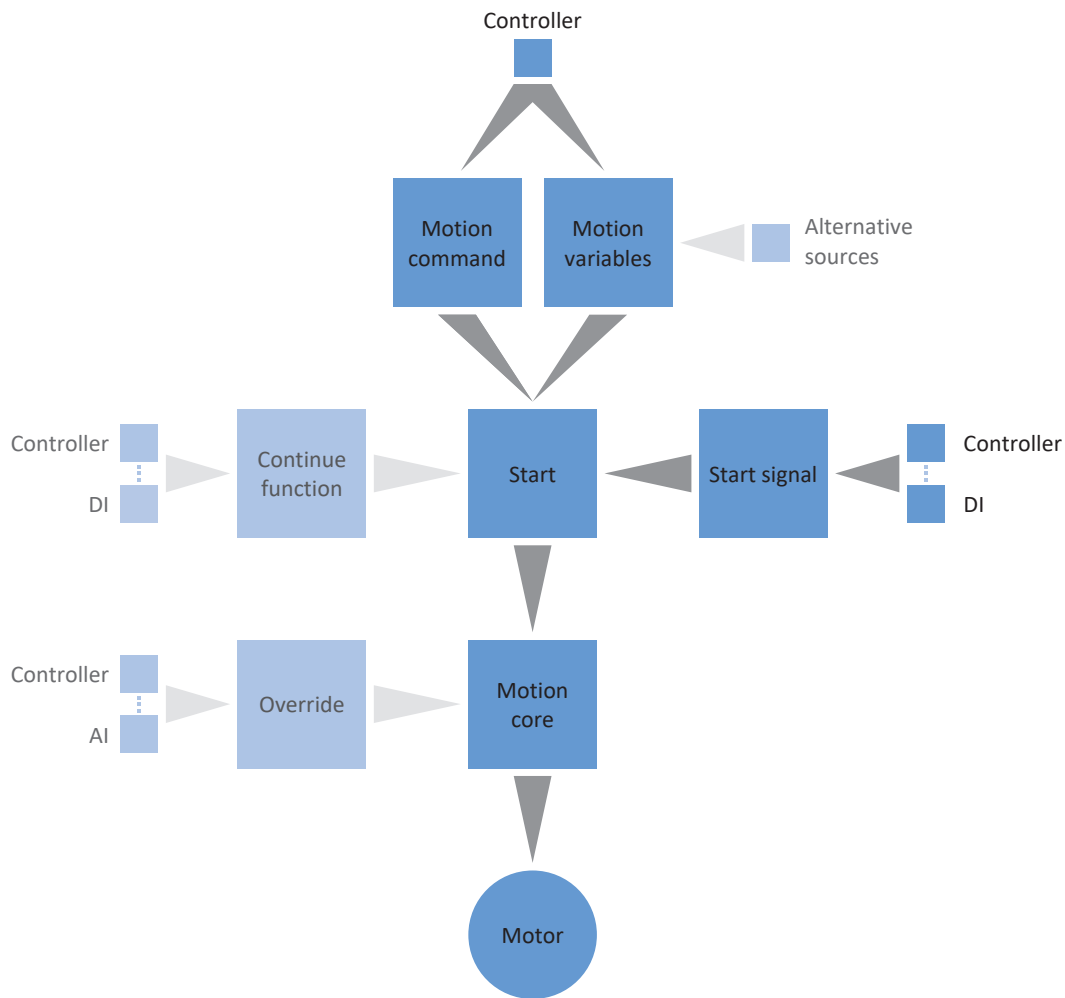 Controller
Motion
command
Motion
variables
Alternative
sources
Controller
DI
Continue
function
Start
Start signal
Controller
DI
Controller
AI
Override
Motion
core
Motor